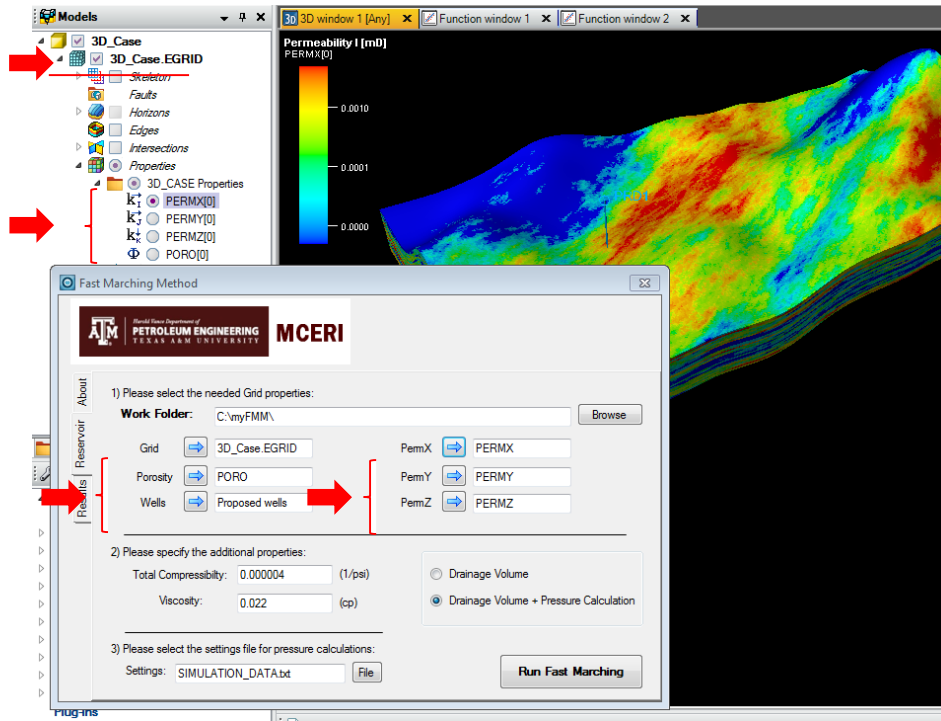 Models
3D window 1 [Any]
Function window 1
Function window 2
3D_Case
3D_Case.EGRID
Skeleton
Faults
Horizons
Edges
Intersections
Properties
3D_CASE Properties
PERMX[0]
PERMY[0]
PERMZ[0]
PORO[0]
Permeability I [mD]
PERMX[0]
0.0010
0.0001
0.0000
Fast Marching Method
Harold Vance Department of
PETROLEUM ENGINEERING
TEXAS A&M UNIVERSITY
MCERI
About
Reservoir
Results
1) Please select the needed Grid properties:
Work Folder: C:\myFMM\ Browse
Grid 3D_Case.EGRID PermX PERMX
Porosity PORO PermY PERMY
Wells Proposed wells PermZ PERMZ
2) Please specify the additional properties:
Total Compressibilty: 0.000004 (1/psi) Drainage Volume
Viscosity: 0.022 (cp) Drainage Volume + Pressure Calculation
3) Please select the settings file for pressure calculations:
Settings: SIMULATION_DATA.txt File Run Fast Marching
Plug-ins